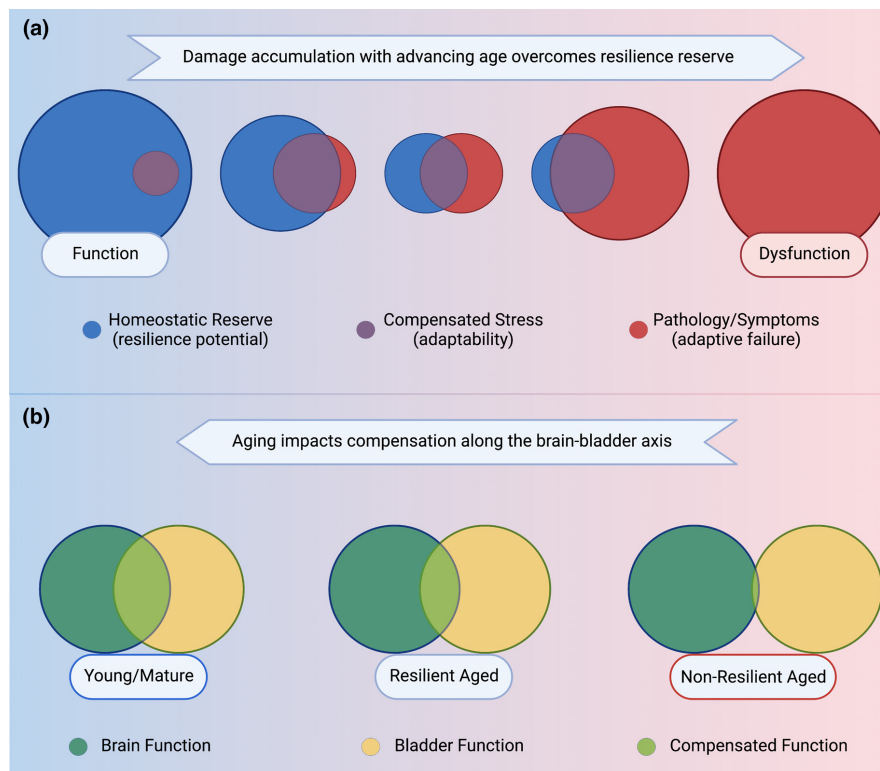 (a)
Damage accumulation with advancing age overcomes resilience reserve
Function
Dysfunction
Homeostatic Reserve
(resilience potential)
Compensated Stress
(adaptability)
Pathology/Symptoms
(adaptive failure)
(b)
Aging impacts compensation along the brain-bladder axis
Young/Mature
Resilient Aged
Non-Resilient Aged
Brain Function
Bladder Function
Compensated Function